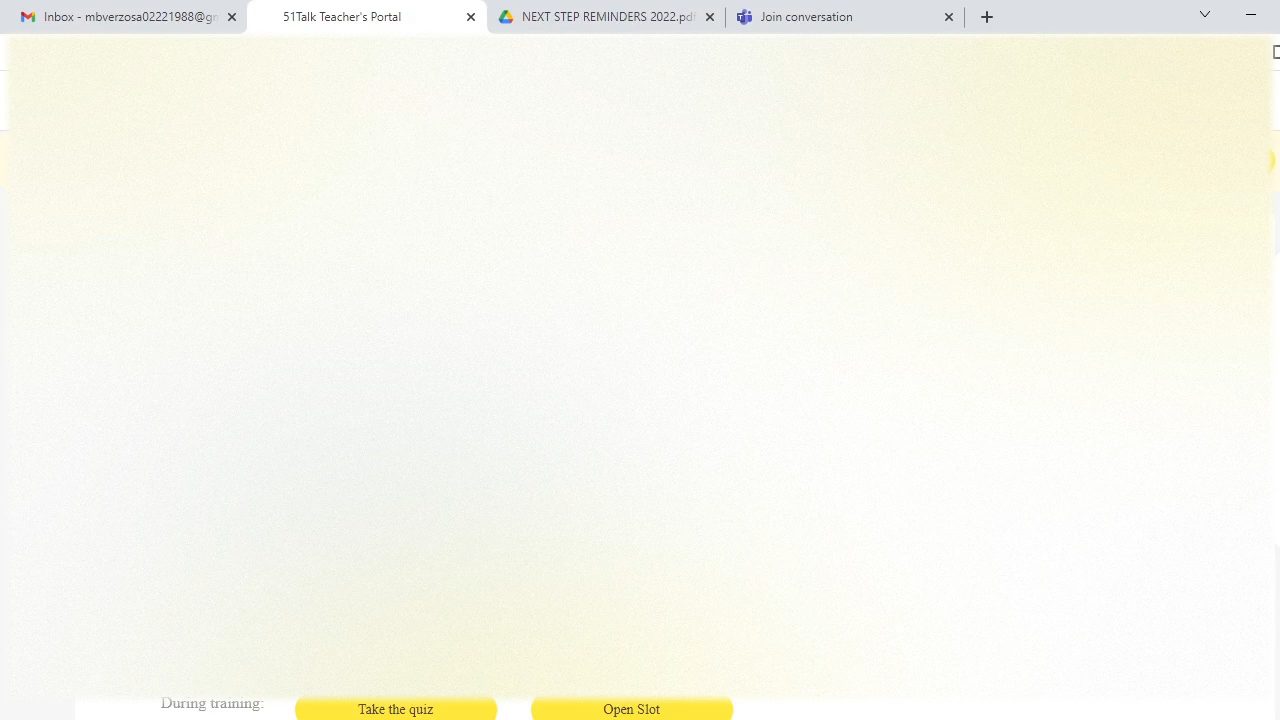 Inbox - mbverzosa02221988@gr
51Talk Teacher's Portal
NEXT STEP REMINDERS 2022.pdf
Join conversation
During training:
Take the quiz
Open Slot